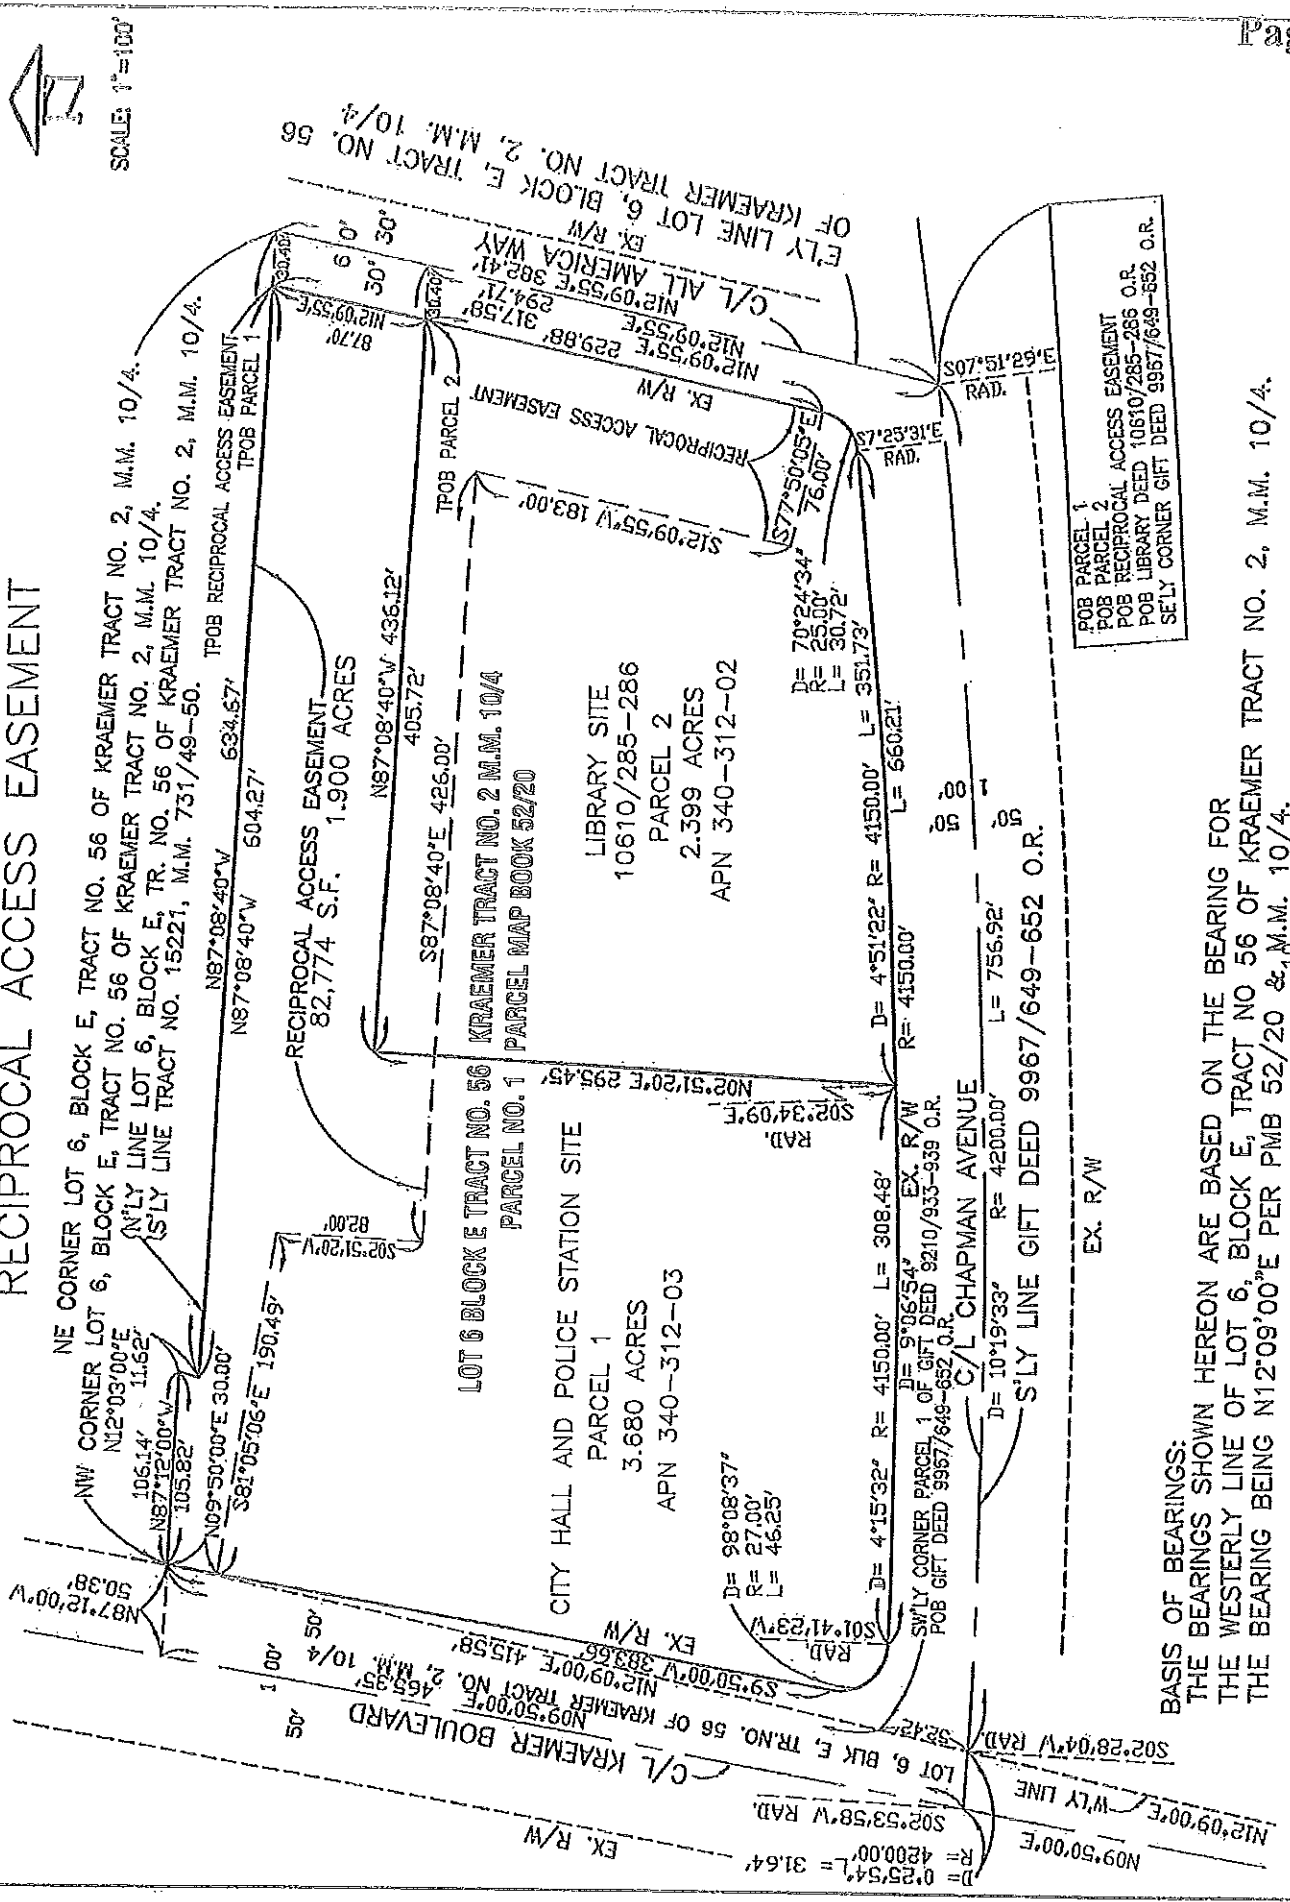 Pag
RECIPROCAL ACCESS EASEMENT
SCALE: 1"=100'
NE CORNER LOT 6, BLOCK E, TRACT NO. 56 OF KRAEMER TRACT NO. 2, M.M. 10/4.
NW CORNER LOT 6, BLOCK E, TRACT NO. 56 OF KRAEMER TRACT NO. 2, M.M. 10/4.
N'LY LINE LOT 6, BLOCK E, TR. NO. 56 OF KRAEMER TRACT NO. 2, M.M. 10/4.
(S'LY LINE TRACT NO. 15221, M.M. 731/49-50.
N12°03'00"E
11.62'
106.14'
N87°12'00"W
105.82'
N09°50'00"E 30.00'
S81°05'06"E 190.49'
N87°12'00"W
50.38'
N87°08'40"W 634.67'
N87°08'40"W 604.27'
TPOB RECIPROCAL ACCESS EASEMENT
TPOB PARCEL 1
30.40'
60'
30'
30'
N12°09'55"E
87.70'
30.40'
TPOB PARCEL 2
RECIPROCAL ACCESS EASEMENT
82,774 S.F. 1.900 ACRES
N87°08'40"W 436.12'
405.72'
S87°08'40"E 426.00'
S02°51'20"W
82.00'
LOT 6 BLOCK E TRACT NO. 56 KRAEMER TRACT NO. 2 M.M. 10/4
PARCEL NO. 1 PARCEL MAP BOOK 52/20
E'LY LINE LOT 6, BLOCK E, TRACT NO. 56
OF KRAEMER TRACT NO. 2, M.M. 10/4
EX. R/W
C/L ALL AMERICA WAY
N12°09'55"E 382.41'
294.71'
N12°09'55"E
317.58'
N12°09'55"E 229.88'
EX. R/W
RECIPROCAL ACCESS EASEMENT
RECIPROCAL ACCESS EASEMENT
S12°09'55"W 183.00'
S77°50'05"E
76.00'
S7°25'31"E
RAD.
S07°51'29"E
RAD.
D= 70°24'34"
R= 25.00'
L= 30.72'
LIBRARY SITE
10610/285-286
PARCEL 2
2.399 ACRES
APN 340-312-02
N02°51'20"E 295.45'
S02°34'09"E
RAD.
CITY HALL AND POLICE STATION SITE
PARCEL 1
3.680 ACRES
APN 340-312-03
D= 98°08'37"
R= 27.00'
L= 46.25'
S01°41'23"W
RAD
D= 4°15'32" R= 4150.00' L= 308.48'
D= 4°51'22" R= 4150.00' L= 351.73'
D= 9°06'54" R= 4150.00' L= 660.21'
EX. R/W
SW'LY CORNER PARCEL 1 OF GIFT DEED 9210/933-939 O.R.
POB GIFT DEED 9957/649-652 O.R.
C/L CHAPMAN AVENUE
D= 10°19'33" R= 4200.00' L= 756.92'
S'LY LINE GIFT DEED 9967/649-652 O.R.
100'
50'
50'
EX. R/W
EX. R/W
S9°50'00"W 383.66'
N12°09'00"E 415.58'
LOT 6, BLK E, TR.NO. 56 OF KRAEMER TRACT NO. 2, M.M. 10/4
N09°50'00"E 465.35'
C/L KRAEMER BOULEVARD
100'
50'
50'
EX. R/W
52.42'
S02°28'04"W RAD
W'LY LINE
S02°53'58"W RAD.
D= 0°25'54"
R= 4200.00'
L= 31.64'
N09°50'00"E
N12°09'00"E
POB PARCEL 1
POB PARCEL 2
POB RECIPROCAL ACCESS EASEMENT
POB LIBRARY DEED 10610/285-286 O.R.
SE'LY CORNER GIFT DEED 9967/649-652 O.R.
BASIS OF BEARINGS:
THE BEARINGS SHOWN HEREON ARE BASED ON THE BEARING FOR
THE WESTERLY LINE OF LOT 6, BLOCK E, TRACT NO 56 OF KRAEMER TRACT NO. 2, M.M. 10/4.
THE BEARING BEING N12°09'00"E PER PMB 52/20 & M.M. 10/4.